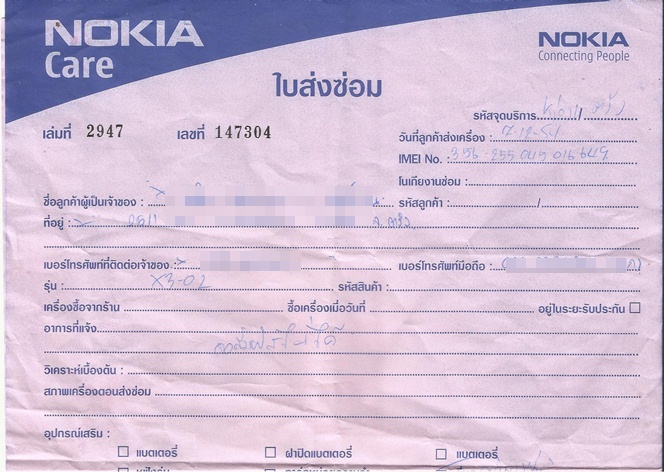 NOKIA
Care
NOKIA
Connecting People
ใบส่งซ่อม
รหัสจุดบริการ
เล่มที่ 2947 เลขที่ 147304
วันที่ลูกค้าส่งเครื่อง : 7-12-54
IMEI No. : 356-255 045 016 649
โนเกียงานซ่อม :
ชื่อลูกค้าผู้เป็นเจ้าของ : รหัสลูกค้า : /
ที่อยู่ :
เบอร์โทรศัพท์ที่ติดต่อเจ้าของ : เบอร์โทรศัพท์มือถือ :
รุ่น : X3-02 รหัสสินค้า :
เครื่องซื้อจากร้าน ซื้อเครื่องเมื่อวันที่ อยู่ในระยะรับประกัน
อาการที่แจ้ง
วิเคราะห์เบื้องต้น :
สภาพเครื่องตอนส่งซ่อม
อุปกรณ์เสริม :
แบตเตอรี่ ฝาปิดแบตเตอรี่ แบตเตอรี่